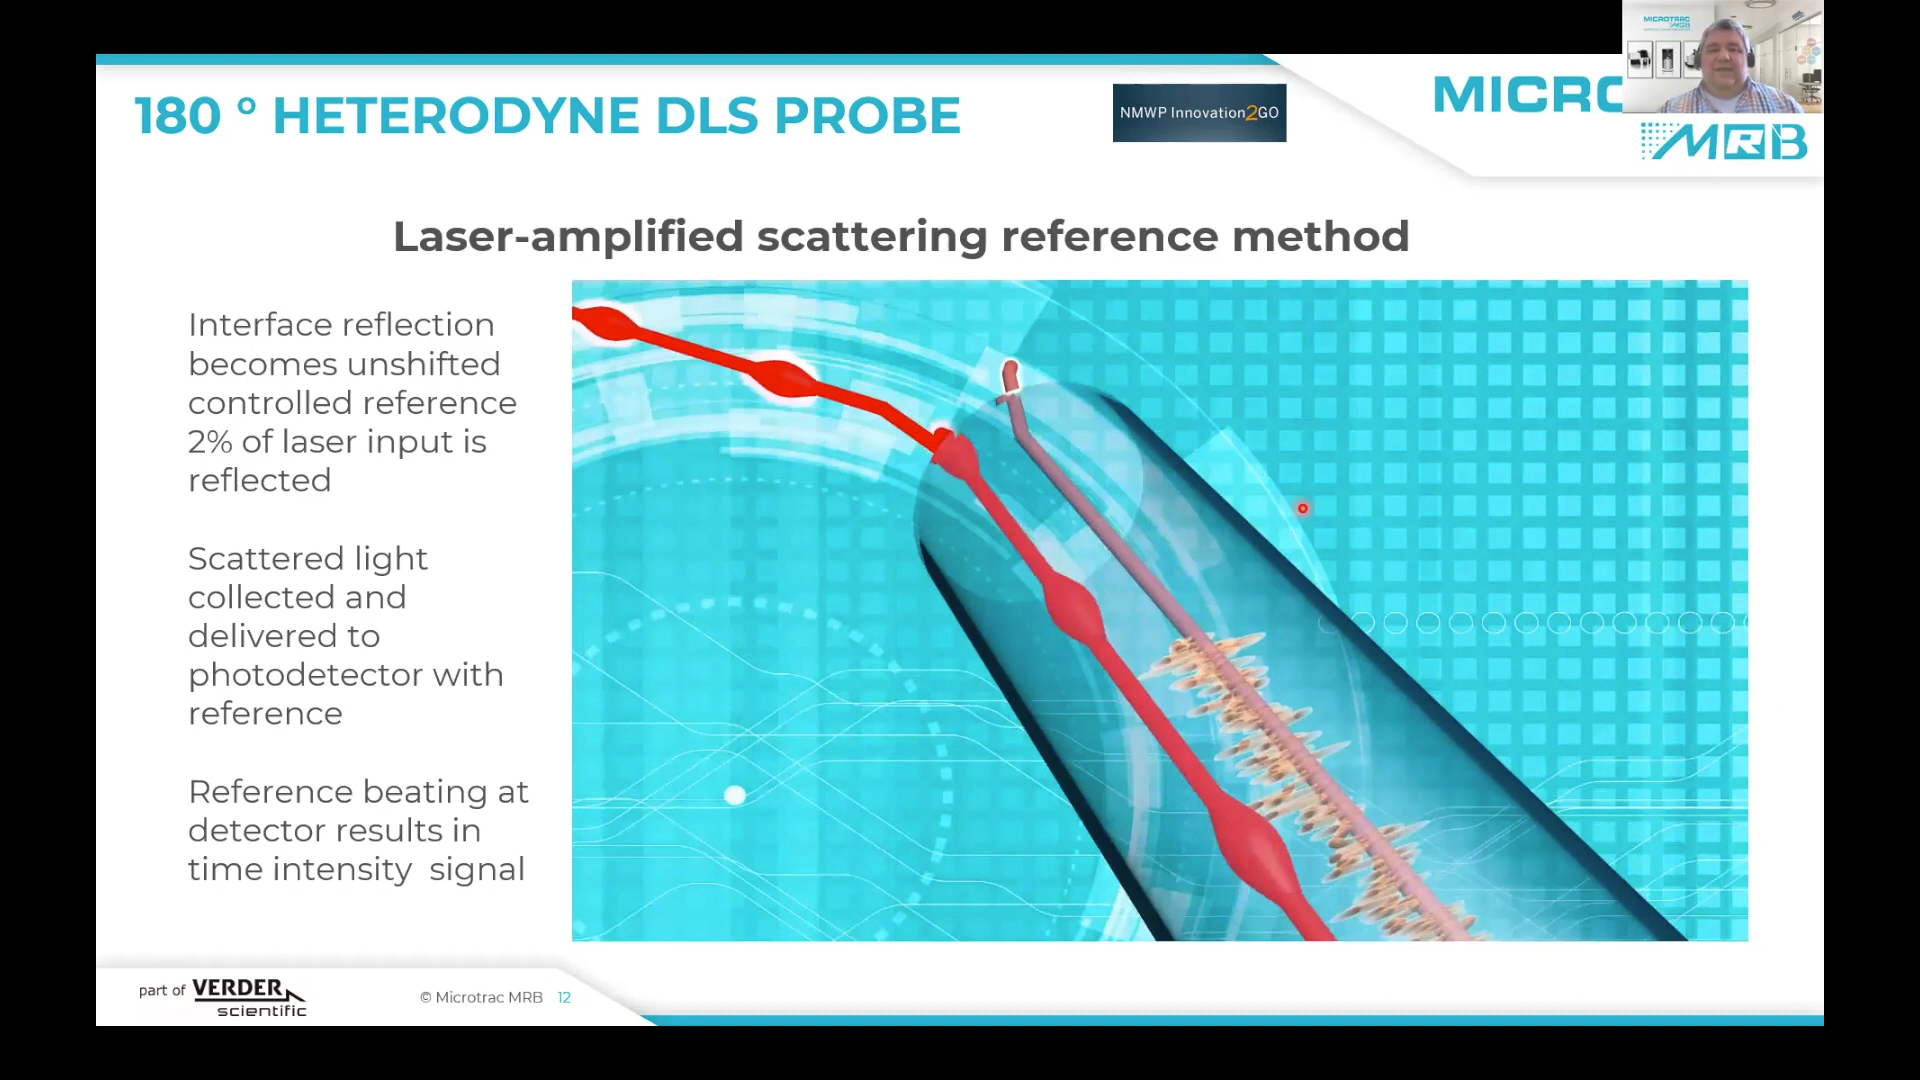 MICROTRAC
MRB
180 ° HETERODYNE DLS PROBE
NMWP Innovation2GO
MICRO
MRB
Laser-amplified scattering reference method
Interface reflection
becomes unshifted
controlled reference
2% of laser input is
reflected
Scattered light
collected and
delivered to
photodetector with
reference
Reference beating at
detector results in
time intensity signal
part of VERDER
scientific
© Microtrac MRB 12